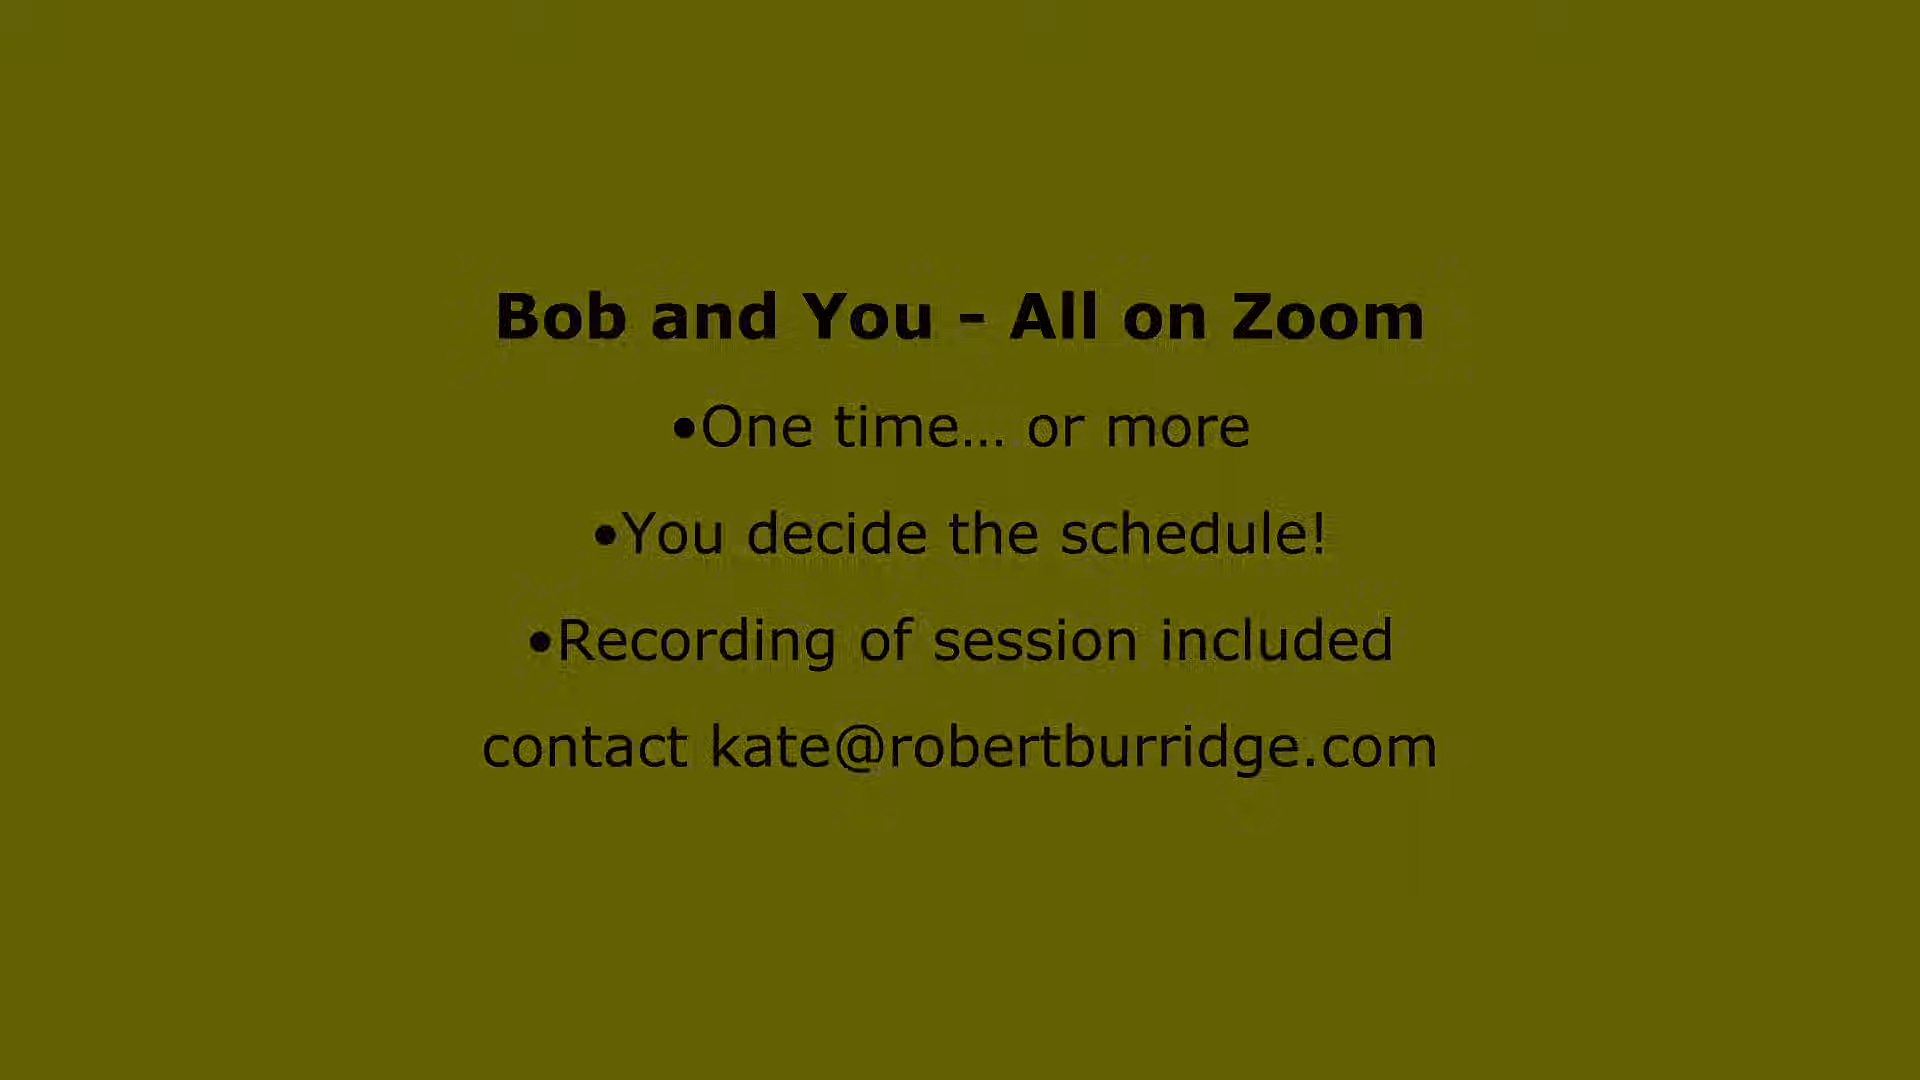 Bob and You - All on Zoom
•One time... or more
•You decide the schedule!
•Recording of session included
contact kate@robertburridge.com